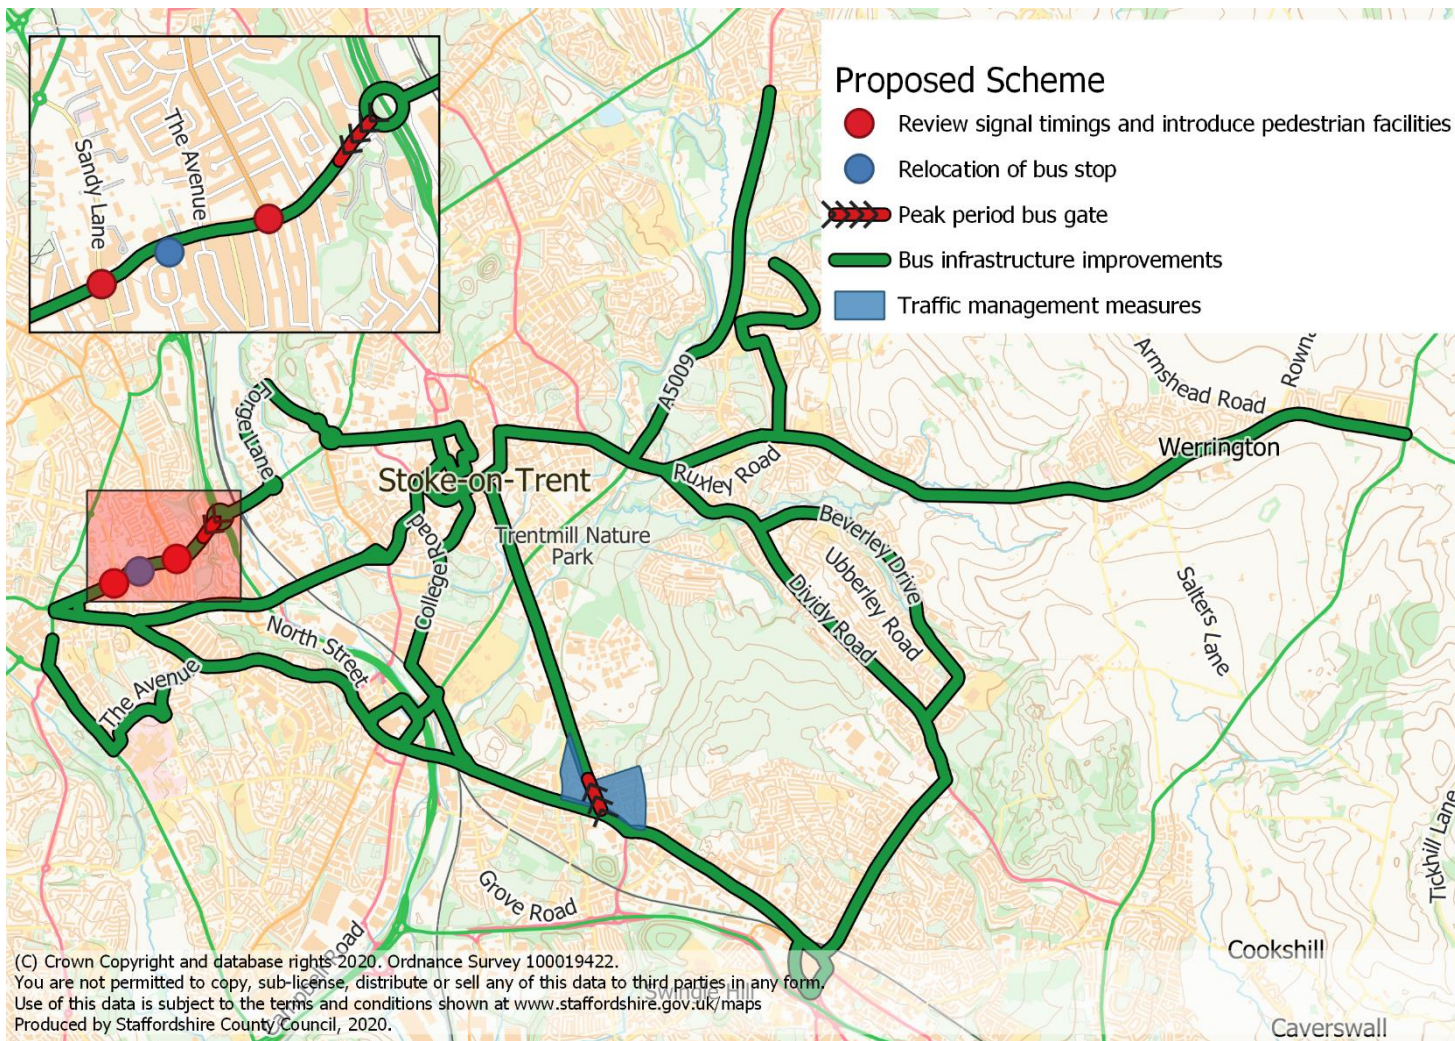 Sandy Lane
The Avenue
Proposed Scheme
Review signal timings and introduce pedestrian facilities
Relocation of bus stop
Peak period bus gate
Bus infrastructure improvements
Traffic management measures
A5009
Armshead Road
Werrington
Forge Lane
Stoke-on-Trent
Ruxley Road
College Road
Trentmill Nature
Park
Beverley Drive
Ubberley Road
Dividy Road
Salters
Lane
North Street
The Avenue
Grove Road
Tickhill Lane
Cookshill
Caverswall
Campbell Road
Swingle Hill
(C) Crown Copyright and database rights 2020. Ordnance Survey 100019422.
You are not permitted to copy, sub-license, distribute or sell any of this data to third parties in any form.
Use of this data is subject to the terms and conditions shown at www.staffordshire.gov.uk/maps
Produced by Staffordshire County Council, 2020.